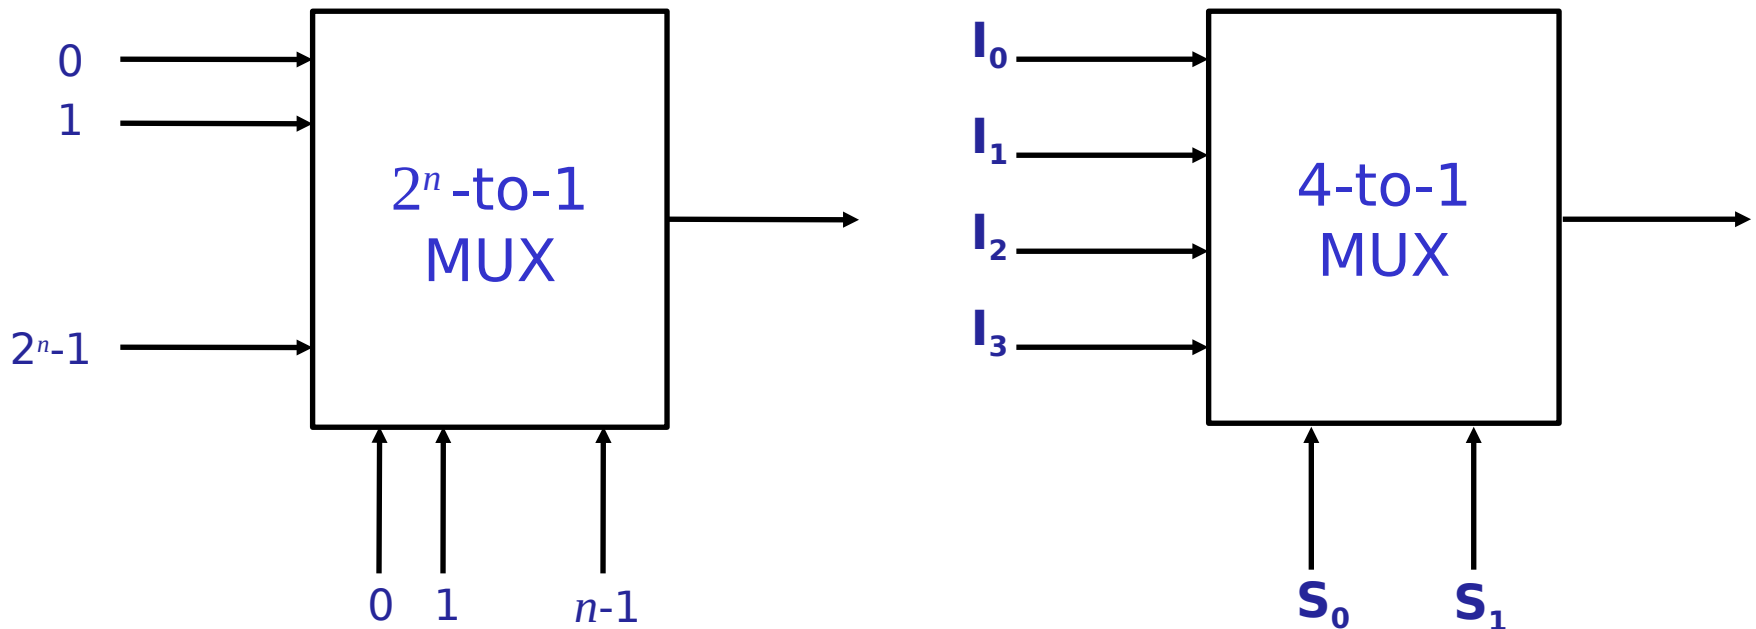 0
1
2ⁿ-1
2ⁿ -to-1
MUX
0
1
n-1
I₀
I₁
I₂
I₃
4-to-1
MUX
S₀
S₁